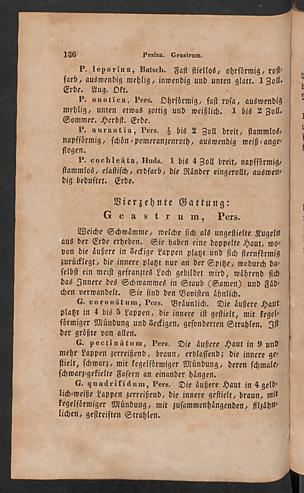 136 Peziza. Geastrum.
P. leporīna, Batsch. Fast stiellos, ohrförmig, rost-
farb, auswendig mehlig, inwendig und unten glatt. 1 Zoll.
Erde. Aug. Okt.
P. onotīca, Pers. Ohrförmig, fast rosa, auswendig
mehlig, unten etwas zottig und weißlich. 1 bis 2 Zoll.
Sommer. Herbst. Erde.
P. aurantīa, Pers. ½ bis 2 Zoll breit, stammlos,
napfförmig, schön-pomeranzenroth, auswendig weiß-ange-
flogen.
P. cochleāta, Huds. 1 bis 4 Zoll breit, napfförmig,
stammlos, elastisch, erdfarb, die Ränder eingerollt, auswen-
dig beduftet. Erde.
Vierzehnte Gattung:
Geastrum, Pers.
Weiche Schwämme, welche sich als ungestielte Kugeln
aus der Erde erheben. Sie haben eine doppelte Haut, wo-
von die äußere in 3eckige Lappen platzt und sich sternförmig
zurücklegt, die innere platzt nur an der Spitze, wodurch da-
selbst ein meist gefranztes Loch gebildet wird, während sich
das Innere des Schwammes in Staub (Samen) und Fäd-
chen verwandelt. Sie sind den Bovisten ähnlich.
G. coronātum, Pers. Bräunlich. Die äußere Haut
platzt in 4 bis 5 Lappen, die innere ist gestielt, mit kegel-
förmiger Mündung und 3eckigen, gesonderten Strahlen. Ist
der größte von allen.
G. pectinātum, Pers. Die äußere Haut in 9 und
mehr Lappen zerreißend, braun, erblassend; die innere ge-
stielt, schwarz, mit kegelförmiger Mündung, deren schmale,
schwarz-gekielte Fasern an einander hängen.
G. quadrifĭdum, Pers. Die äußere Haut in 4 gelb-
lich-weiße Lappen zerreißend, die innere gestielt, braun, mit
kegelförmiger Mündung, mit zusammenhängenden, filzähn-
lichen, gestreiften Strahlen.